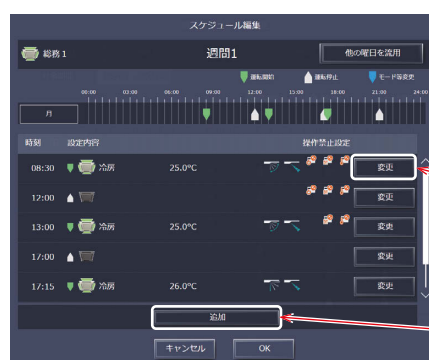 スケジュール編集
総務 1
週間1
他の曜日を流用
運転開始
運転停止
モード等変更
00:00 03:00 06:00 09:00 12:00 15:00 18:00 21:00 24:00
月
時刻 設定内容 操作禁止設定
08:30 冷房 25.0℃ 変更
12:00 変更
13:00 冷房 25.0℃ 変更
17:00 変更
17:15 冷房 26.0℃ 変更
追加
キャンセル OK